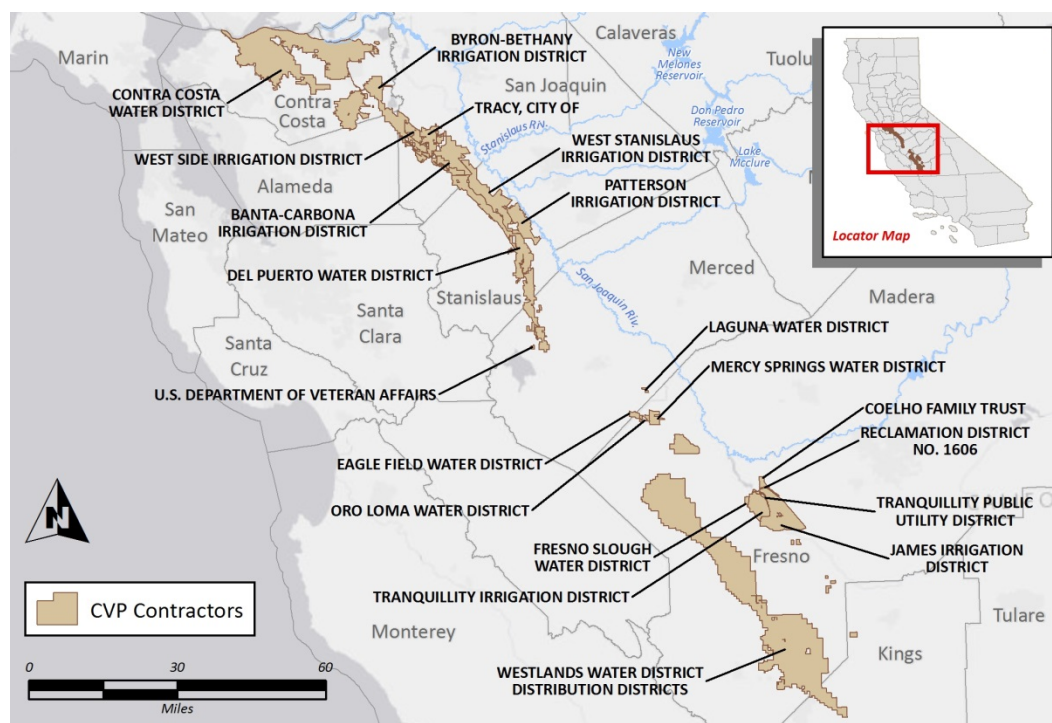 Marin
BYRON-BETHANY
IRRIGATION DISTRICT
Calaveras
New
Melones
Reservoir
Tuolu
CONTRA COSTA
WATER DISTRICT
Contra
Costa
San Joaquin
TRACY, CITY OF
Don Pedro
Reservoir
Stanislaus Riv.
WEST SIDE IRRIGATION DISTRICT
WEST STANISLAUS
IRRIGATION DISTRICT
Lake
Mcclure
Alameda
San
Mateo
BANTA-CARBONA
IRRIGATION DISTRICT
PATTERSON
IRRIGATION DISTRICT
Locator Map
DEL PUERTO WATER DISTRICT
Merced
San Joaquin Riv.
Stanislaus
Santa
Clara
Madera
Santa
Cruz
LAGUNA WATER DISTRICT
MERCY SPRINGS WATER DISTRICT
U.S. DEPARTMENT OF VETERAN AFFAIRS
COELHO FAMILY TRUST
RECLAMATION DISTRICT
NO. 1606
EAGLE FIELD WATER DISTRICT
ORO LOMA WATER DISTRICT
N
TRANQUILLITY PUBLIC
UTILITY DISTRICT
FRESNO SLOUGH
WATER DISTRICT
Fresno
JAMES IRRIGATION
DISTRICT
TRANQUILLITY IRRIGATION DISTRICT
CVP Contractors
Monterey
Tulare
Kings
WESTLANDS WATER DISTRICT
DISTRIBUTION DISTRICTS
0 30 60
Miles